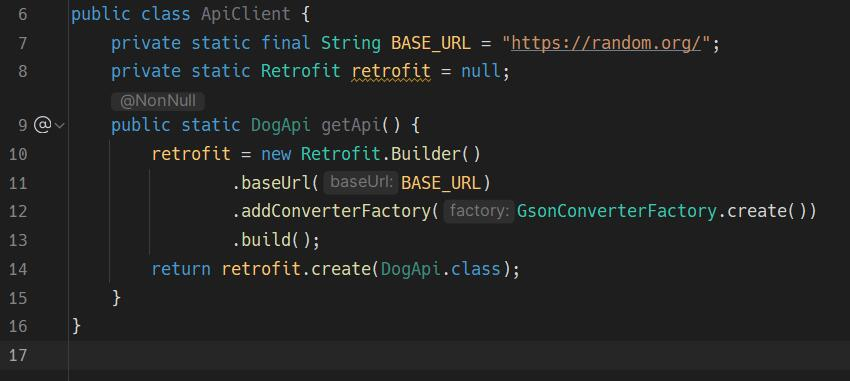 6 public class ApiClient {
7 private static final String BASE_URL = "https://random.org/";
8 private static Retrofit retrofit = null;
@NonNull
9 @ public static DogApi getApi() {
10 retrofit = new Retrofit.Builder()
11 .baseUrl( baseUrl: BASE_URL)
12 .addConverterFactory( factory: GsonConverterFactory.create())
13 .build();
14 return retrofit.create(DogApi.class);
15 }
16 }
17